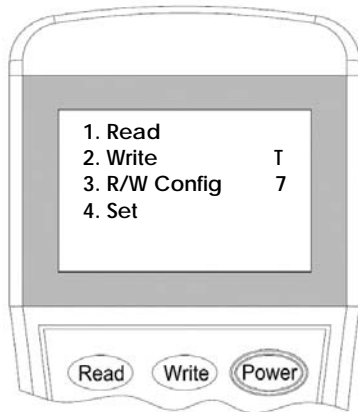 1. Read
2. Write T
3. R/W Config 7
4. Set
Read Write Power